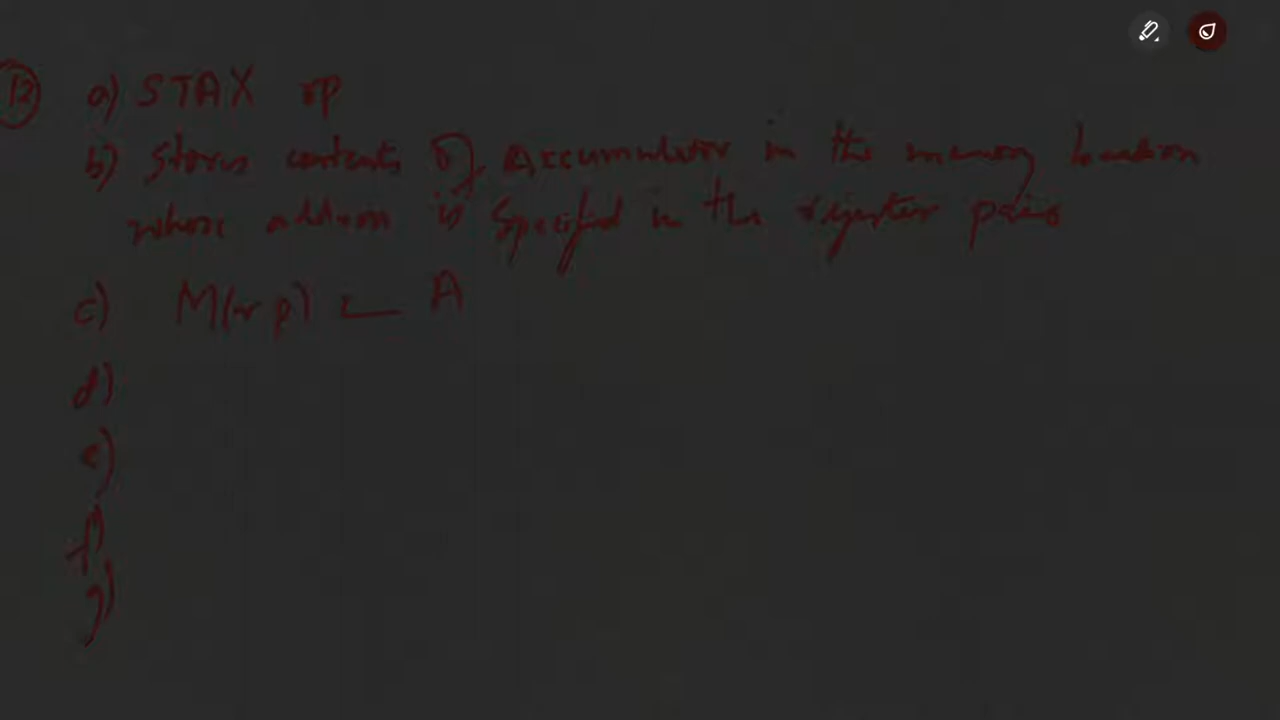 12 a) STAX rp
b) Stores contents of Accumulator in the memory location
whose address is Specified in the register pair
c) M(rp) ← A
d)
e)
f)
g)